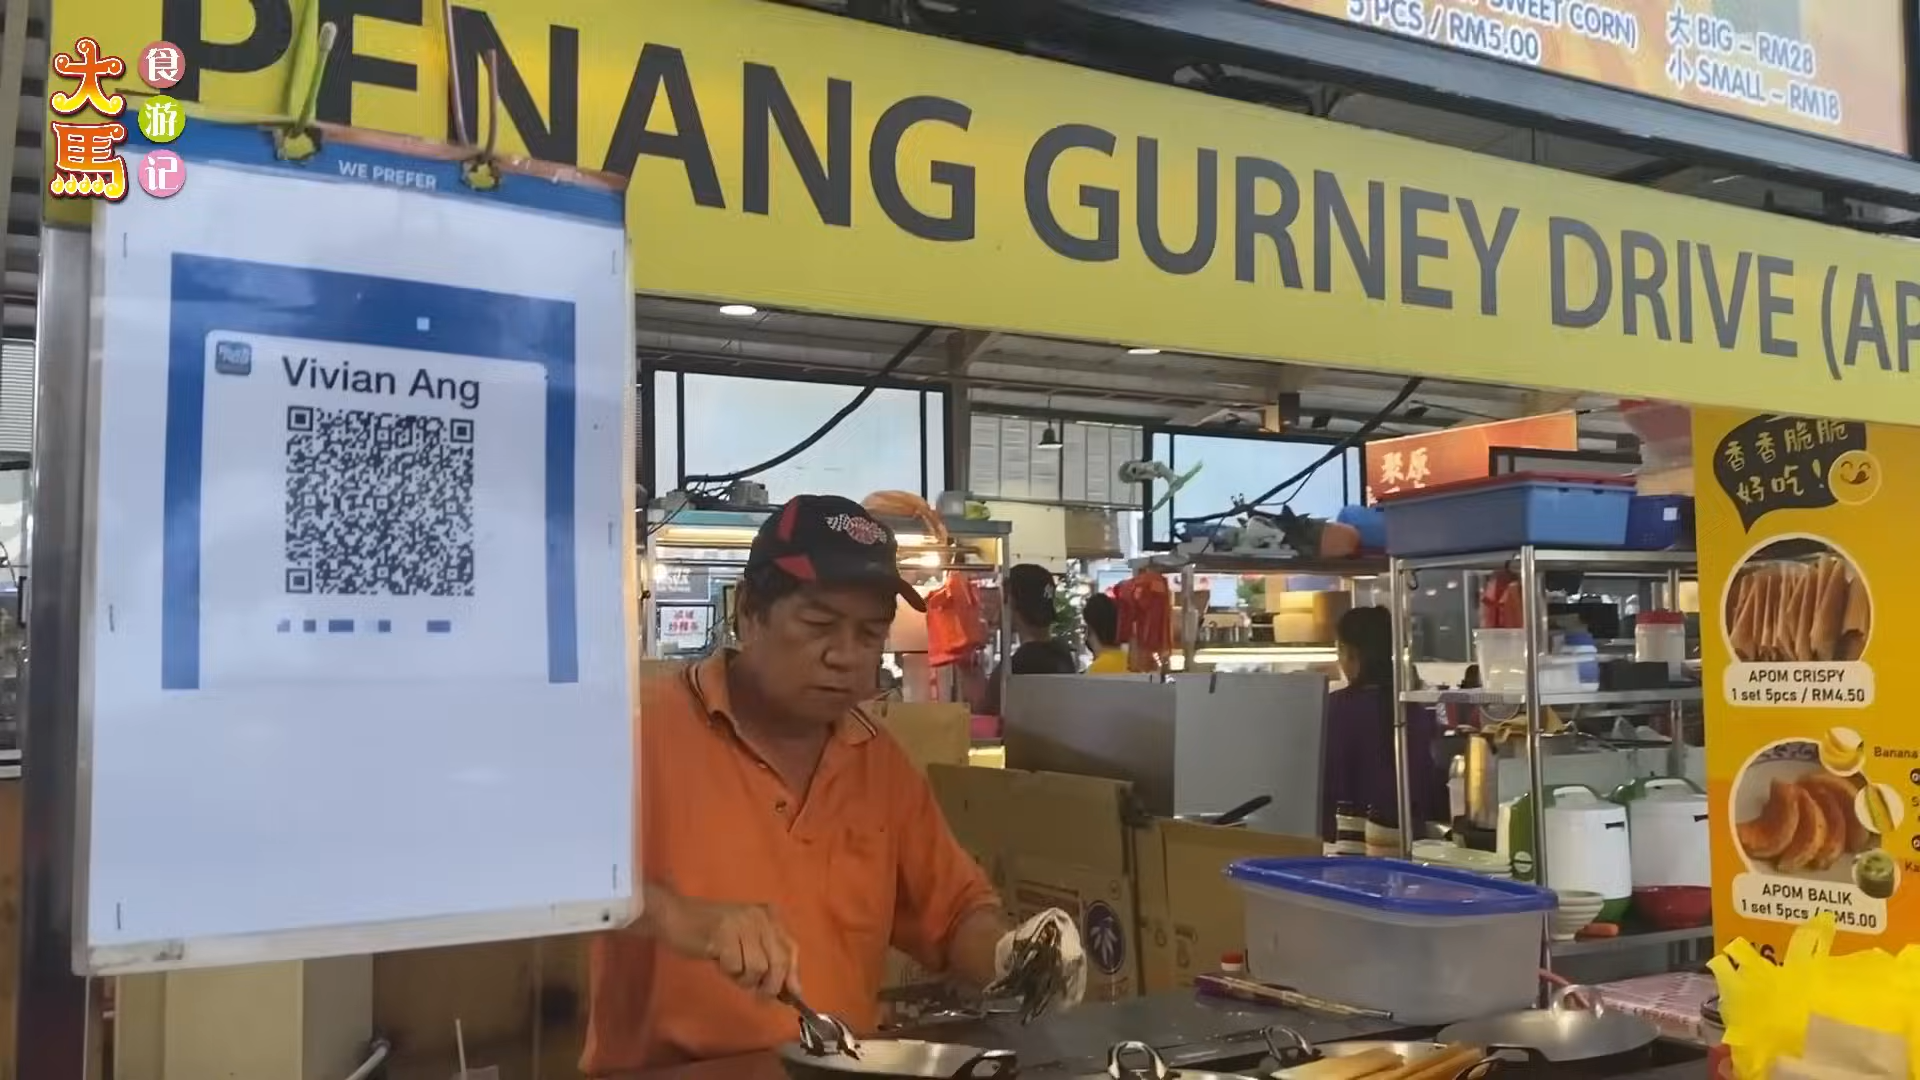 大馬
食游记
PENANG GURNEY DRIVE (AP
SWEET CORN)
5 PCS / RM5.00
大 BIG – RM28
小 SMALL – RM18
WE PREFER
Vivian Ang
聚原
香香脆脆
好吃!
APOM CRISPY
1 set 5pcs / RM4.50
Banana
APOM BALIK
1 set 5pcs / RM5.00